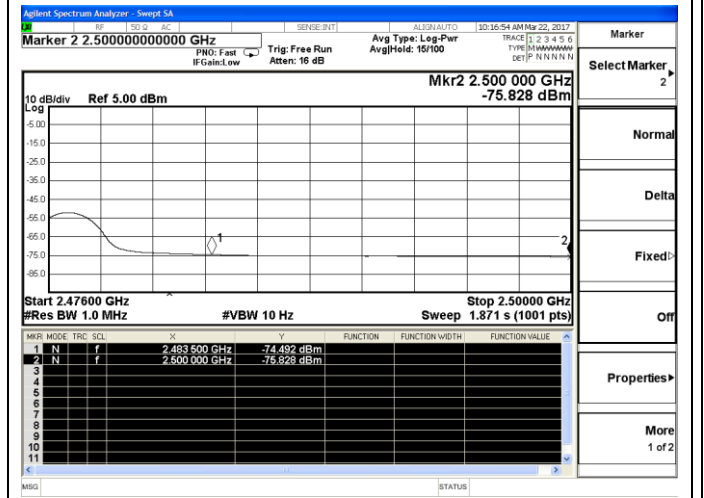 Agilent Spectrum Analyzer - Swept SA
RF 50 Ω AC SENSE:INT ALIGN AUTO 10:16:54 AM Mar 22, 2017
Marker 2 2.500000000000 GHz
PNO: Fast
IFGain:Low
Trig: Free Run
Atten: 16 dB
Avg Type: Log-Pwr
Avg|Hold: 15/100
TRACE 1 2 3 4 5 6
TYPE M
DET P N N N N N
Mkr2 2.500 000 GHz
-75.828 dBm
10 dB/div Ref 5.00 dBm
Log
-5.00
-15.0
-25.0
-35.0
-45.0
-55.0
-65.0
-75.0
-85.0
1
2
Start 2.47600 GHz Stop 2.50000 GHz
#Res BW 1.0 MHz #VBW 10 Hz Sweep 1.871 s (1001 pts)
MKR MODE TRC SCL X Y FUNCTION FUNCTION WIDTH FUNCTION VALUE
1 N f 2.483 500 GHz -74.492 dBm
2 N f 2.500 000 GHz -75.828 dBm
3
4
5
6
7
8
9
10
11
MSG STATUS
Marker
Select Marker
2
Normal
Delta
Fixed
Off
Properties
More
1 of 2